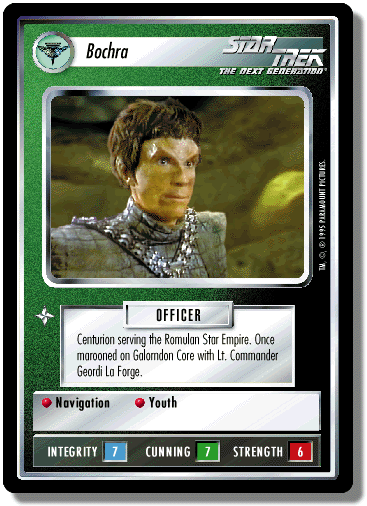 Bochra
STAR TREK
THE NEXT GENERATION®
TM, ©, ® 1995 PARAMOUNT PICTURES.
OFFICER
Centurion serving the Romulan Star Empire. Once
marooned on Galorndon Core with Lt. Commander
Geordi La Forge.
Navigation Youth
INTEGRITY 7 CUNNING 7 STRENGTH 6